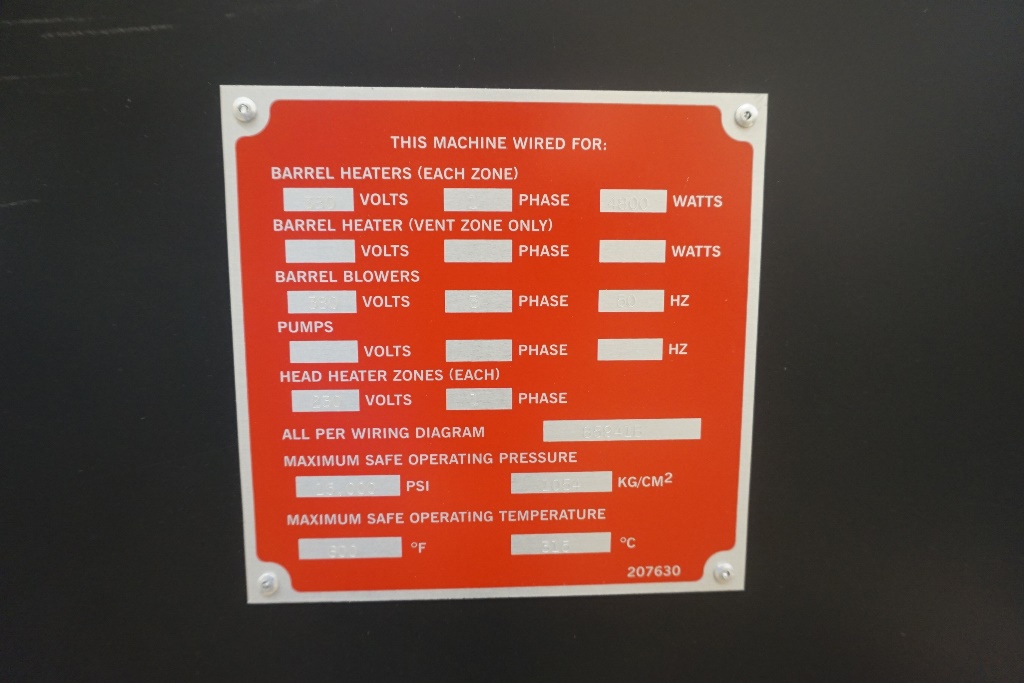 THIS MACHINE WIRED FOR:
BARREL HEATERS (EACH ZONE)
VOLTS PHASE 4000 WATTS
BARREL HEATER (VENT ZONE ONLY)
VOLTS PHASE WATTS
BARREL BLOWERS
VOLTS PHASE HZ
PUMPS
VOLTS PHASE HZ
HEAD HEATER ZONES (EACH)
VOLTS PHASE
ALL PER WIRING DIAGRAM
MAXIMUM SAFE OPERATING PRESSURE
PSI KG/CM²
MAXIMUM SAFE OPERATING TEMPERATURE
°F °C
207630